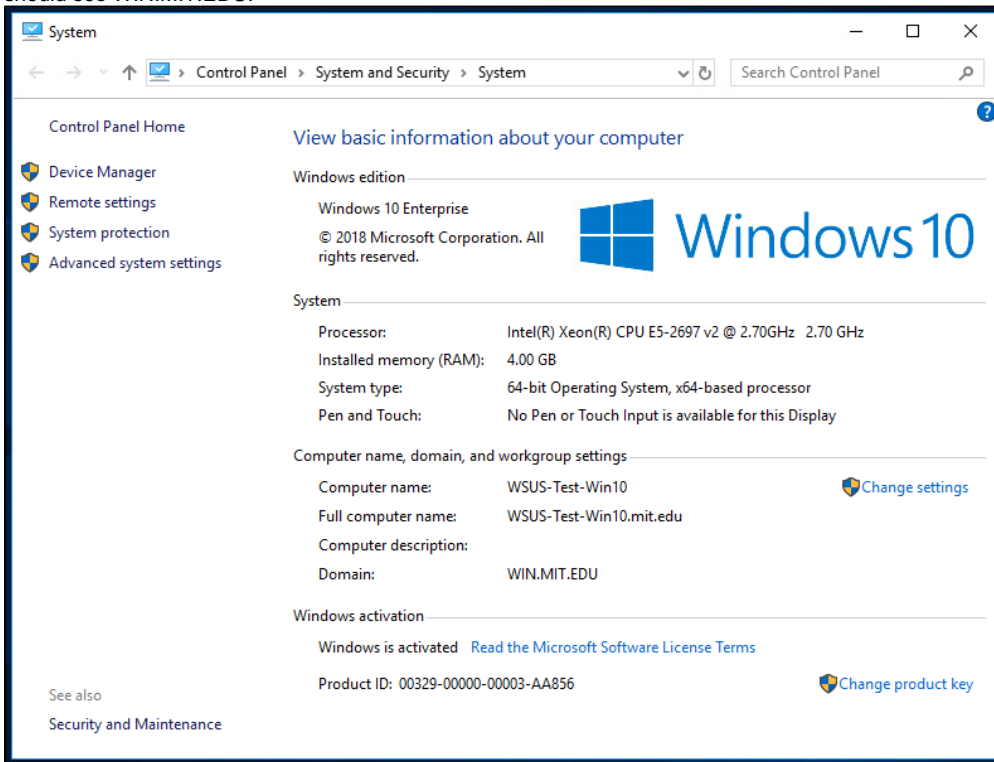 should see WIN.MIT.EDU.
System
Control Panel > System and Security > System
Search Control Panel
?
Control Panel Home
View basic information about your computer
Device Manager
Windows edition
Remote settings
Windows 10 Enterprise
System protection
© 2018 Microsoft Corporation. All
rights reserved.
Advanced system settings
Windows 10
System
Processor: Intel(R) Xeon(R) CPU E5-2697 v2 @ 2.70GHz 2.70 GHz
Installed memory (RAM): 4.00 GB
System type: 64-bit Operating System, x64-based processor
Pen and Touch: No Pen or Touch Input is available for this Display
Computer name, domain, and workgroup settings
Computer name: WSUS-Test-Win10 Change settings
Full computer name: WSUS-Test-Win10.mit.edu
Computer description:
Domain: WIN.MIT.EDU
Windows activation
Windows is activated Read the Microsoft Software License Terms
Product ID: 00329-00000-00003-AA856 Change product key
See also
Security and Maintenance